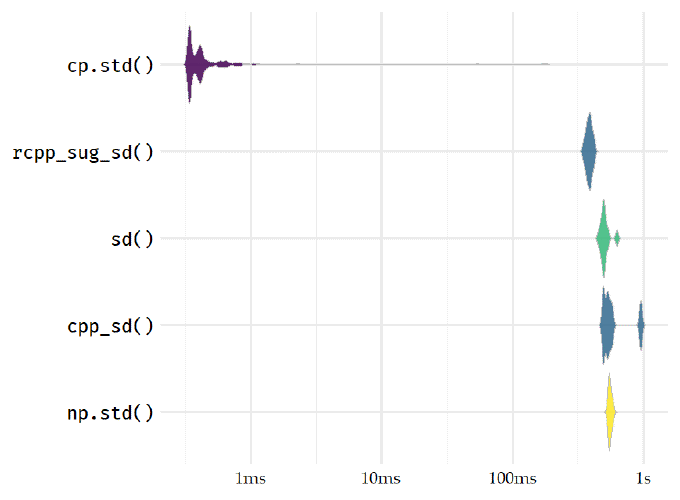 cp.std()
rcpp_sug_sd()
sd()
cpp_sd()
np.std()
1ms 10ms 100ms 1s